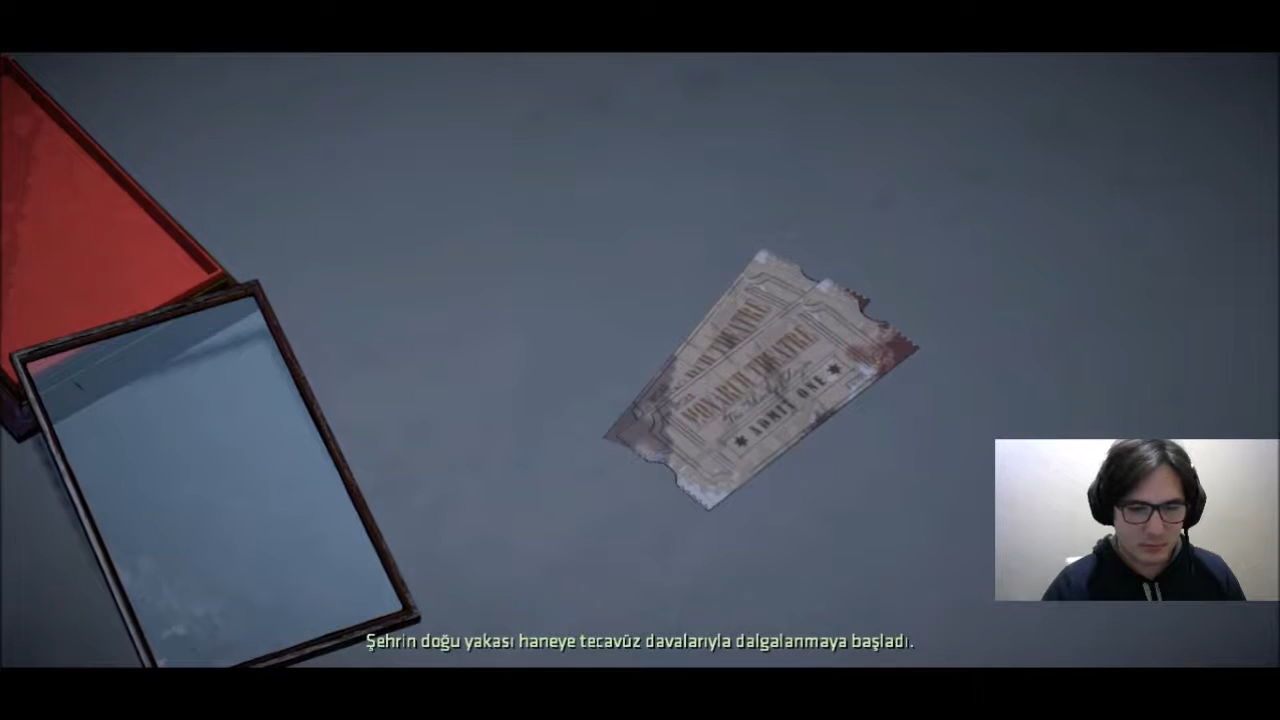 MONARCH THEATRE
ADMIT ONE
Şehrin doğu yakası haneye tecavüz davalarıyla dalgalanmaya başladı.